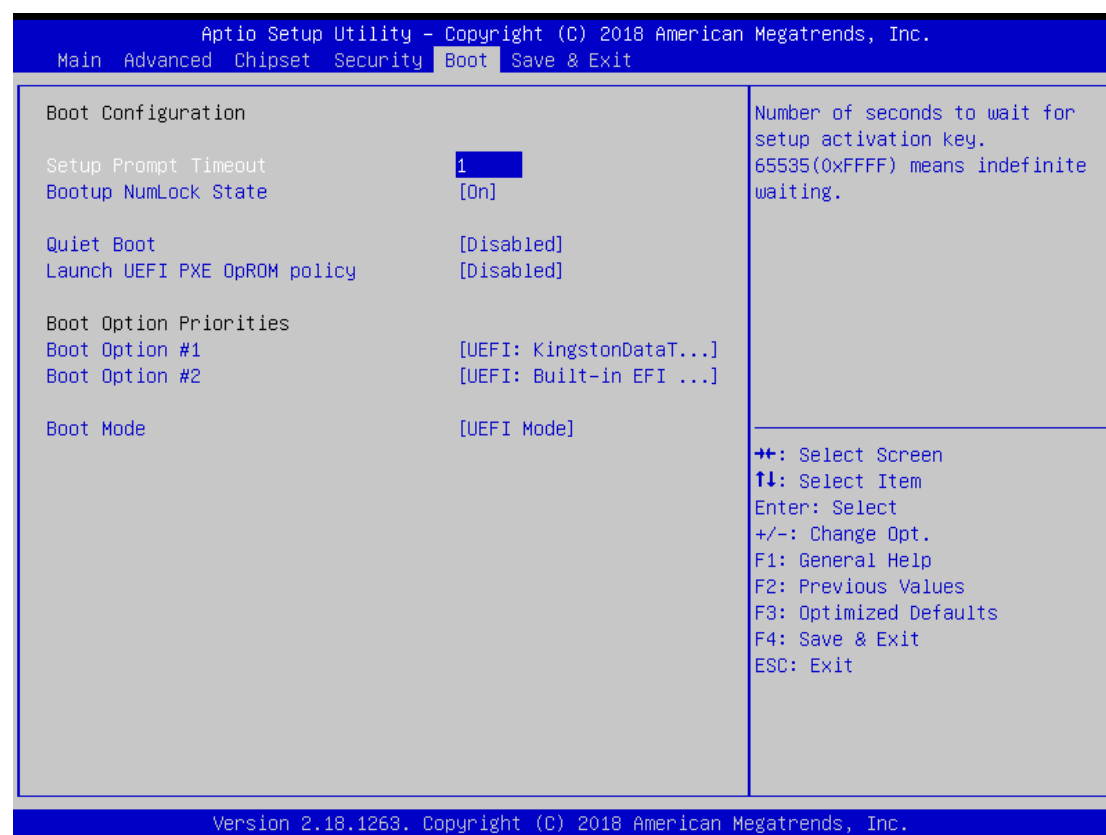 Aptio Setup Utility – Copyright (C) 2018 American Megatrends, Inc.
Main Advanced Chipset Security Boot Save & Exit
Boot Configuration
Setup Prompt Timeout 1
Bootup NumLock State [On]
Quiet Boot [Disabled]
Launch UEFI PXE OpROM policy [Disabled]
Boot Option Priorities
Boot Option #1 [UEFI: KingstonDataT...]
Boot Option #2 [UEFI: Built-in EFI ...]
Boot Mode [UEFI Mode]
Number of seconds to wait for
setup activation key.
65535(0xFFFF) means indefinite
waiting.
→←: Select Screen
↑↓: Select Item
Enter: Select
+/-: Change Opt.
F1: General Help
F2: Previous Values
F3: Optimized Defaults
F4: Save & Exit
ESC: Exit
Version 2.18.1263. Copyright (C) 2018 American Megatrends, Inc.